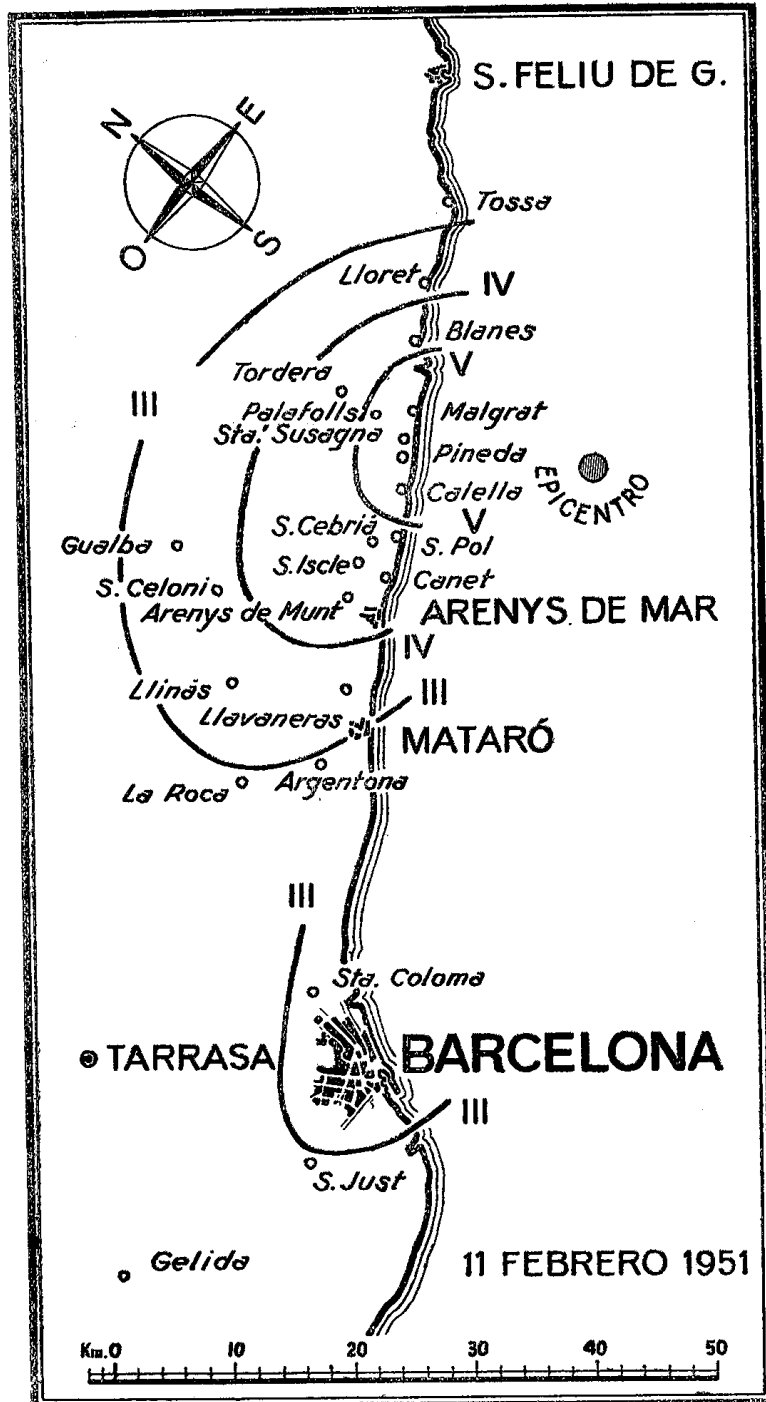 S. FELIU DE G.
N
E
S
O
Tossa
Lloret
IV
Blanes
V
Tordera
III
Palafolls
Malgrat
Sta. Susagna
Pineda
EPICENTRO
Calella
V
S. Cebriá
S. Pol
Gualba
S. Iscle
Canet
S. Celoni
Arenys de Munt
ARENYS DE MAR
IV
Llinás
III
Llavaneras
MATARÓ
Argentona
La Roca
III
Sta. Coloma
TARRASA
BARCELONA
III
S. Just
Gelida
11 FEBRERO 1951
Km. 0 10 20 30 40 50